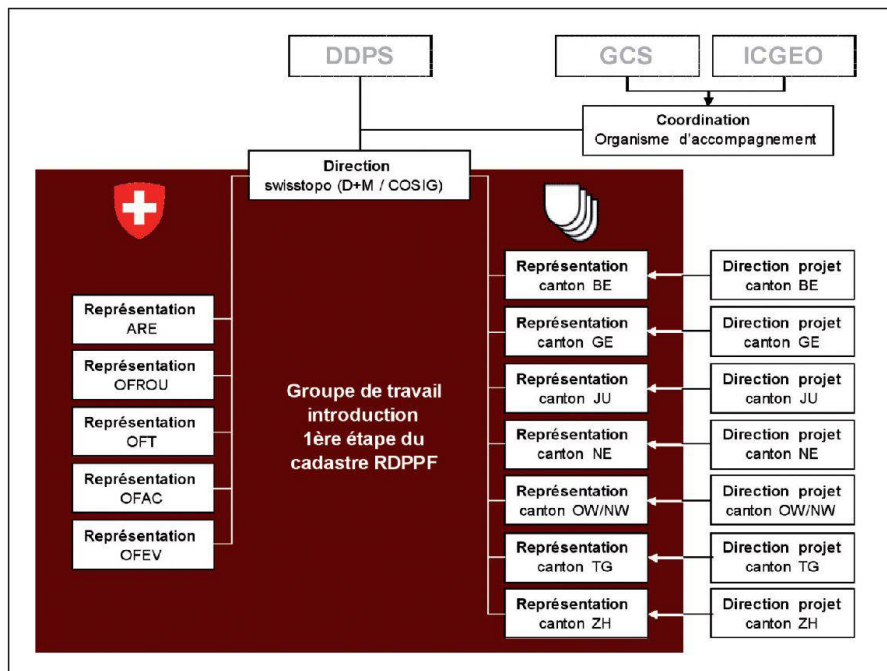 DDPS
GCS
ICGEO
Coordination
Organisme d'accompagnement
Direction
swisstopo (D+M / COSIG)
Représentation
ARE
Représentation
OFROU
Représentation
OFT
Représentation
OFAC
Représentation
OFEV
Groupe de travail
introduction
1ère étape du
cadastre RDPPF
Représentation
canton BE
Direction projet
canton BE
Représentation
canton GE
Direction projet
canton GE
Représentation
canton JU
Direction projet
canton JU
Représentation
canton NE
Direction projet
canton NE
Représentation
canton OW/NW
Direction projet
canton OW/NW
Représentation
canton TG
Direction projet
canton TG
Représentation
canton ZH
Direction projet
canton ZH